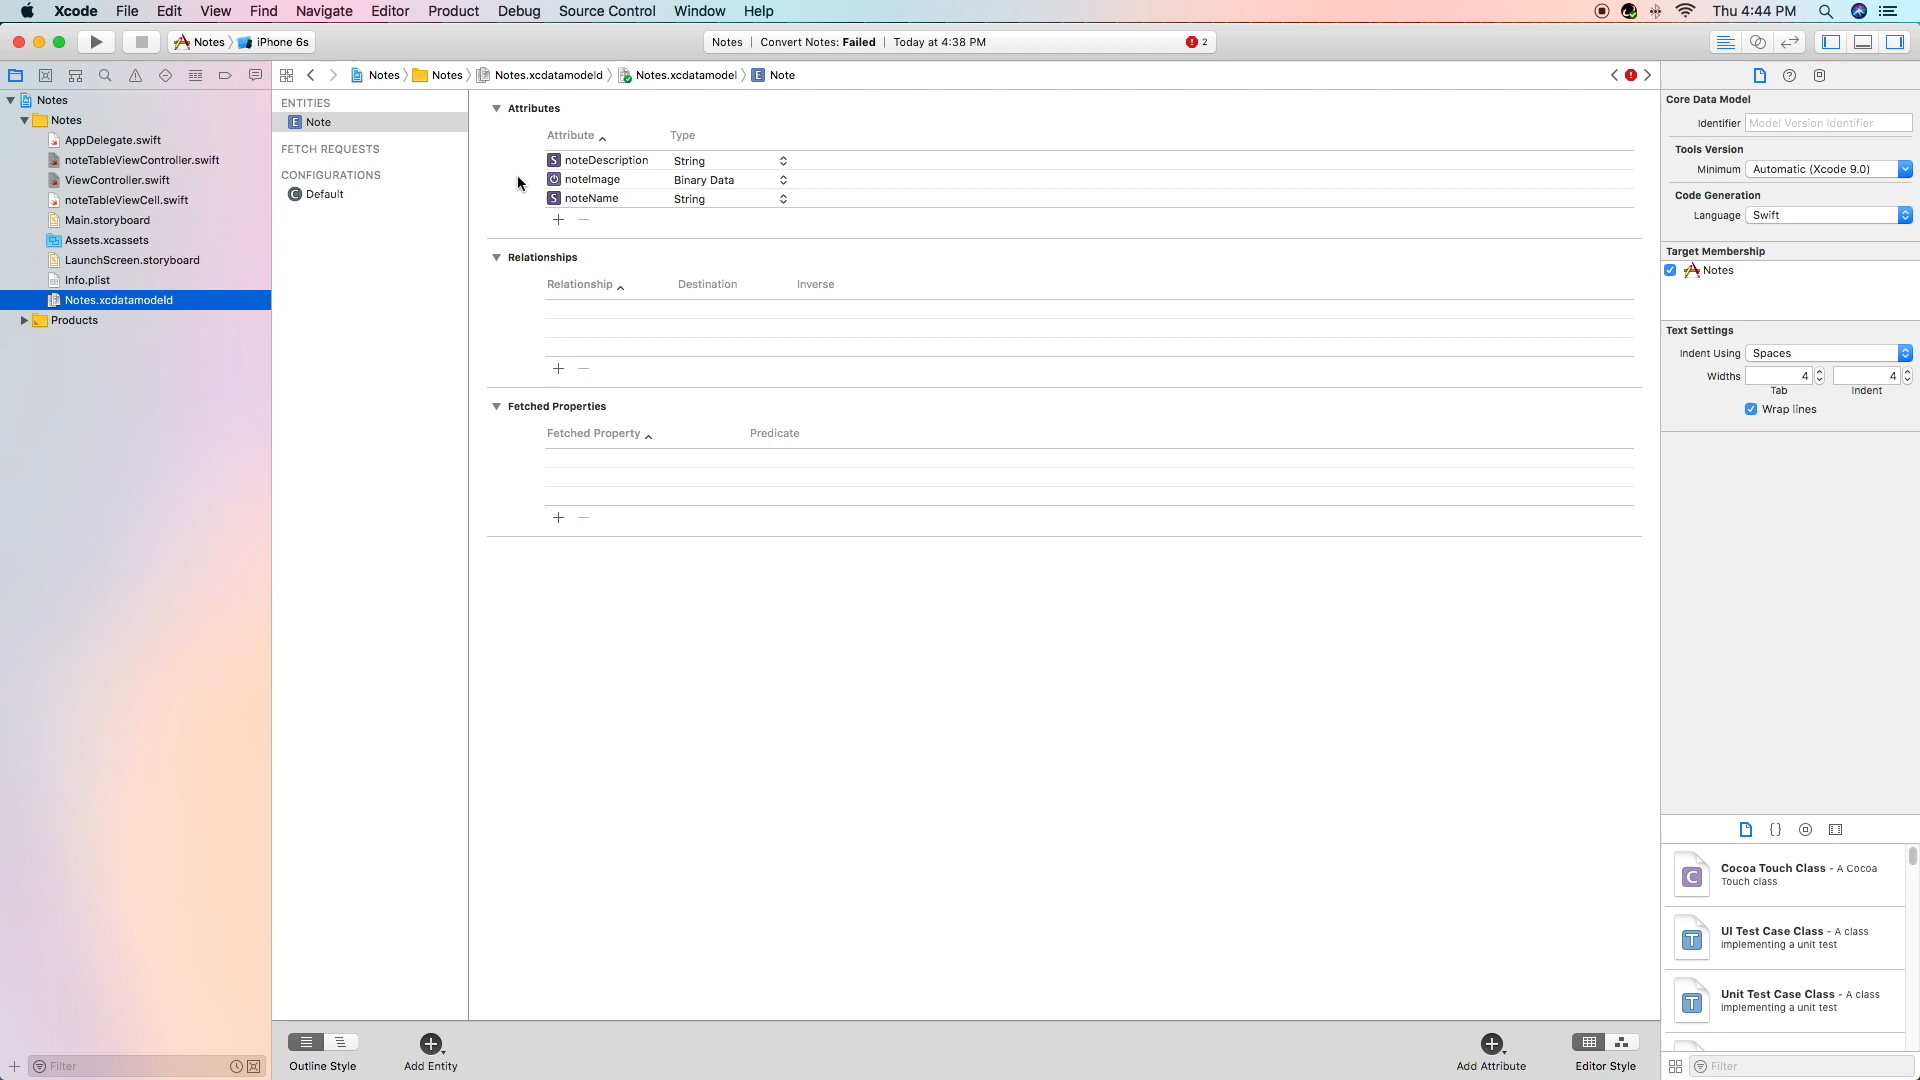 Xcode File Edit View Find Navigate Editor Product Debug Source Control Window Help Thu 4:44 PM
Notes iPhone 6s Notes Convert Notes: Failed Today at 4:38 PM 2
Notes Notes Notes.xcdatamodeld Notes.xcdatamodel E Note
Notes
Notes
AppDelegate.swift
noteTableViewController.swift
ViewController.swift
noteTableViewCell.swift
Main.storyboard
Assets.xcassets
LaunchScreen.storyboard
Info.plist
Notes.xcdatamodeld
Products
Filter
ENTITIES
E Note
FETCH REQUESTS
CONFIGURATIONS
C Default
Attributes
Attribute Type
S noteDescription String
noteImage Binary Data
S noteName String
Relationships
Relationship Destination Inverse
Fetched Properties
Fetched Property Predicate
Outline Style
Add Entity
Add Attribute
Editor Style
Core Data Model
Identifier Model Version Identifier
Tools Version
Minimum Automatic (Xcode 9.0)
Code Generation
Language Swift
Target Membership
Notes
Text Settings
Indent Using Spaces
Widths 4 4
Tab Indent
Wrap lines
{ }
C Cocoa Touch Class - A Cocoa
Touch class
T UI Test Case Class - A class
implementing a unit test
T Unit Test Case Class - A class
implementing a unit test
Filter